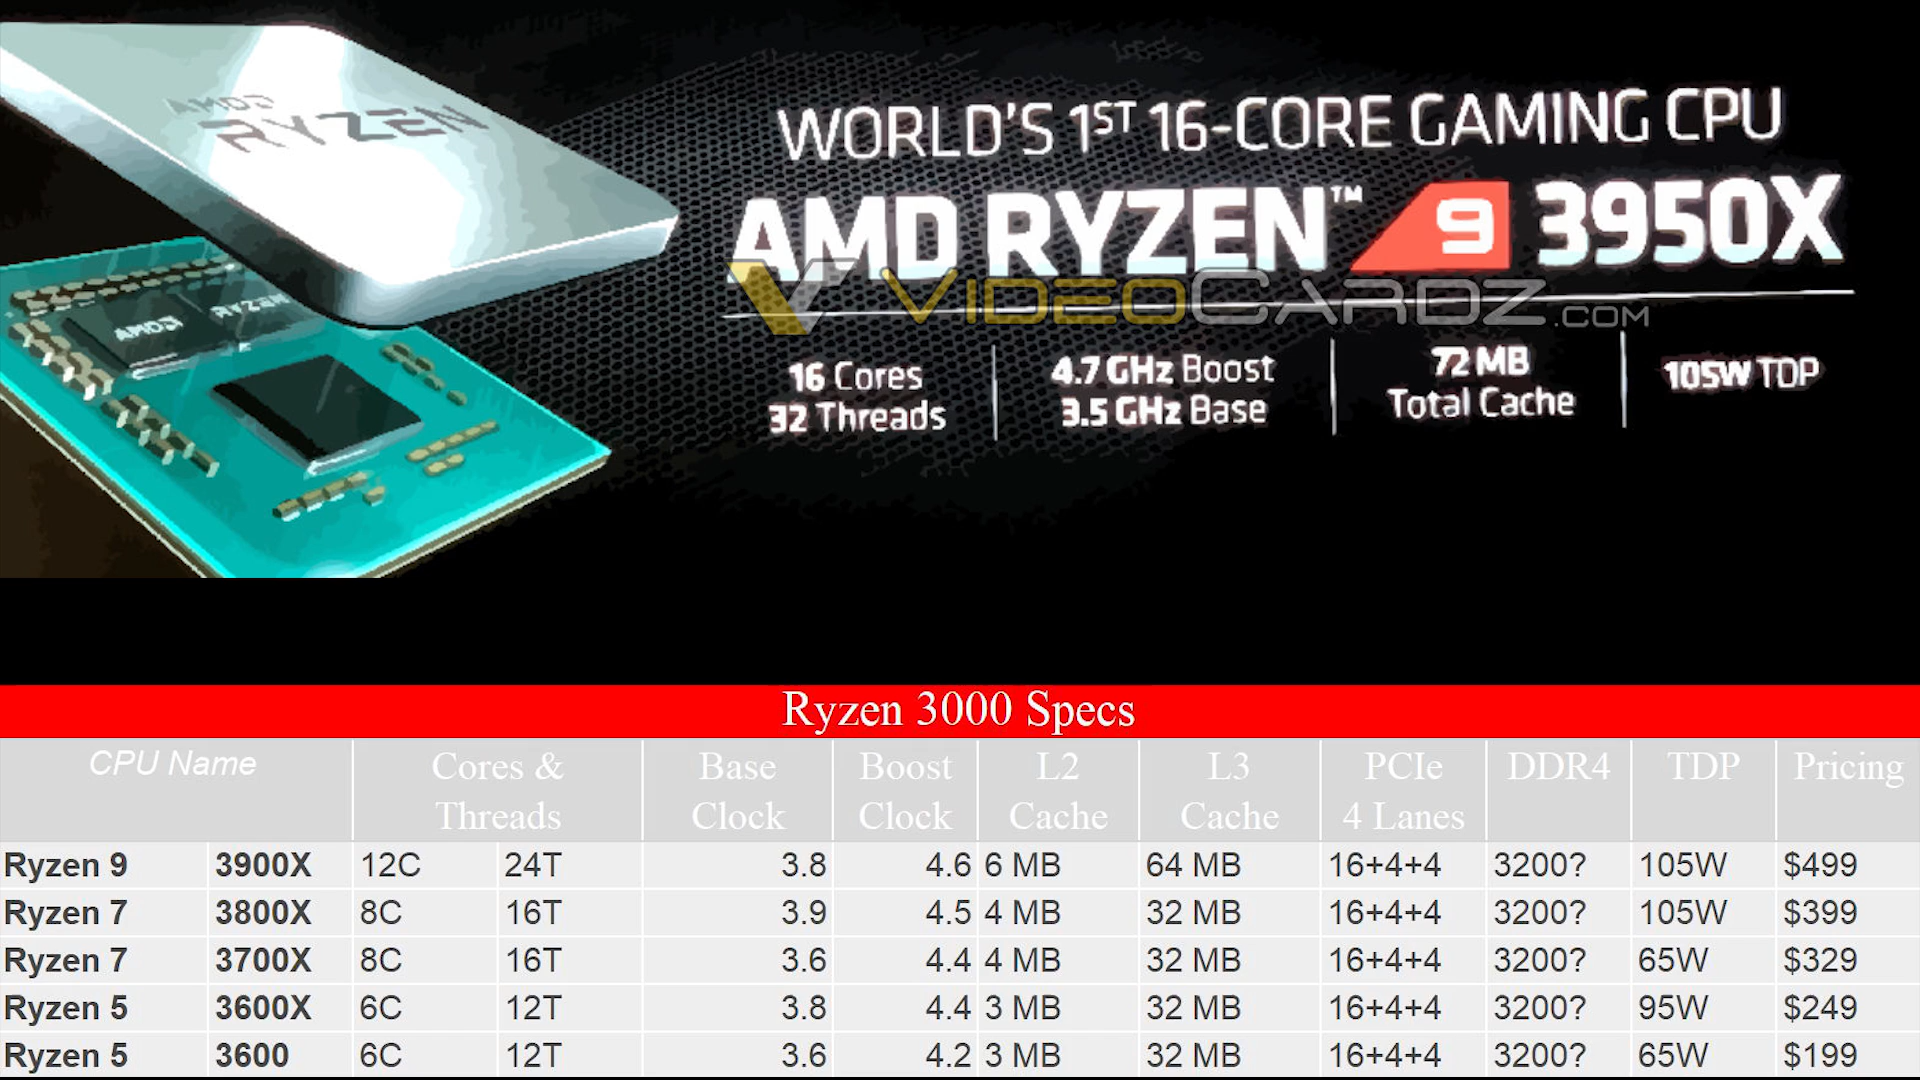 AMD
RYZEN
AMD
RYZEN
WORLD'S 1ST 16-CORE GAMING CPU
AMD RYZEN™ 9 3950X
VIDEOCARDZ.COM
16 Cores
32 Threads
4.7 GHz Boost
3.5 GHz Base
72 MB
Total Cache
105W TDP
Ryzen 3000 Specs
CPU Name Cores & Threads Base Clock Boost Clock L2 Cache L3 Cache PCIe 4 Lanes DDR4 TDP Pricing
Ryzen 9 3900X 12C 24T 3.8 4.6 6 MB 64 MB 16+4+4 3200? 105W $499
Ryzen 7 3800X 8C 16T 3.9 4.5 4 MB 32 MB 16+4+4 3200? 105W $399
Ryzen 7 3700X 8C 16T 3.6 4.4 4 MB 32 MB 16+4+4 3200? 65W $329
Ryzen 5 3600X 6C 12T 3.8 4.4 3 MB 32 MB 16+4+4 3200? 95W $249
Ryzen 5 3600 6C 12T 3.6 4.2 3 MB 32 MB 16+4+4 3200? 65W $199